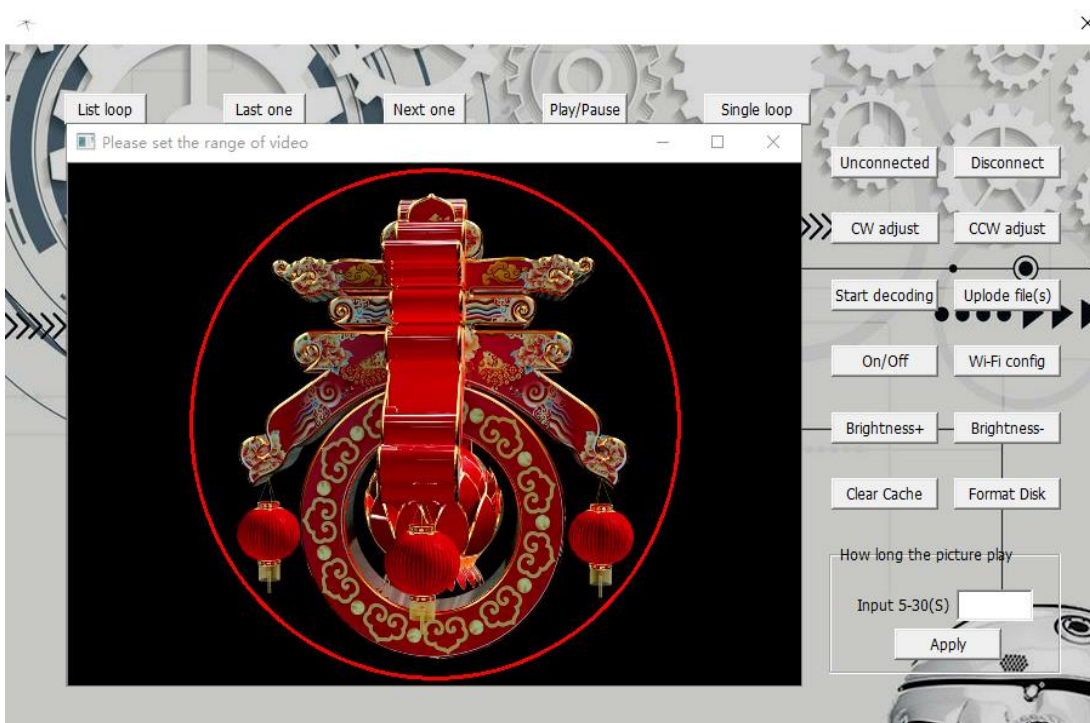 List loop
Last one
Next one
Play/Pause
Single loop
Please set the range of video
Unconnected
Disconnect
CW adjust
CCW adjust
Start decoding
Uplode file(s)
On/Off
Wi-Fi config
Brightness+
Brightness-
Clear Cache
Format Disk
How long the picture play
Input 5-30(S)
Apply